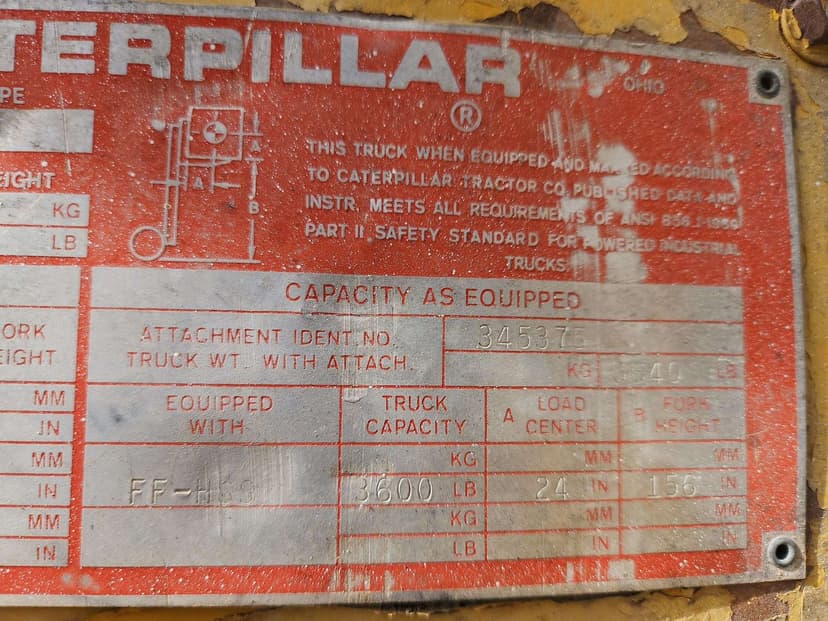 TERPILLAR
OHIO
®
PE
A
A
B
THIS TRUCK WHEN EQUIPPED AND MARKED ACCORDING
TO CATERPILLAR TRACTOR CO. PUBLISHED DATA AND
INSTR. MEETS ALL REQUIREMENTS OF ANSI B56.1-1969
PART II SAFETY STANDARD FOR POWERED INDUSTRIAL
TRUCKS.
EIGHT
KG
LB
CAPACITY AS EQUIPPED
ATTACHMENT IDENT. NO. 345375
TRUCK WT. WITH ATTACH. KG LB
ORK
EIGHT
MM
IN
MM
IN
MM
IN
EQUIPPED WITH
TRUCK CAPACITY
A LOAD CENTER
B FORK HEIGHT
KG MM MM
3600 LB 24 IN 156 IN
KG MM MM
LB IN IN